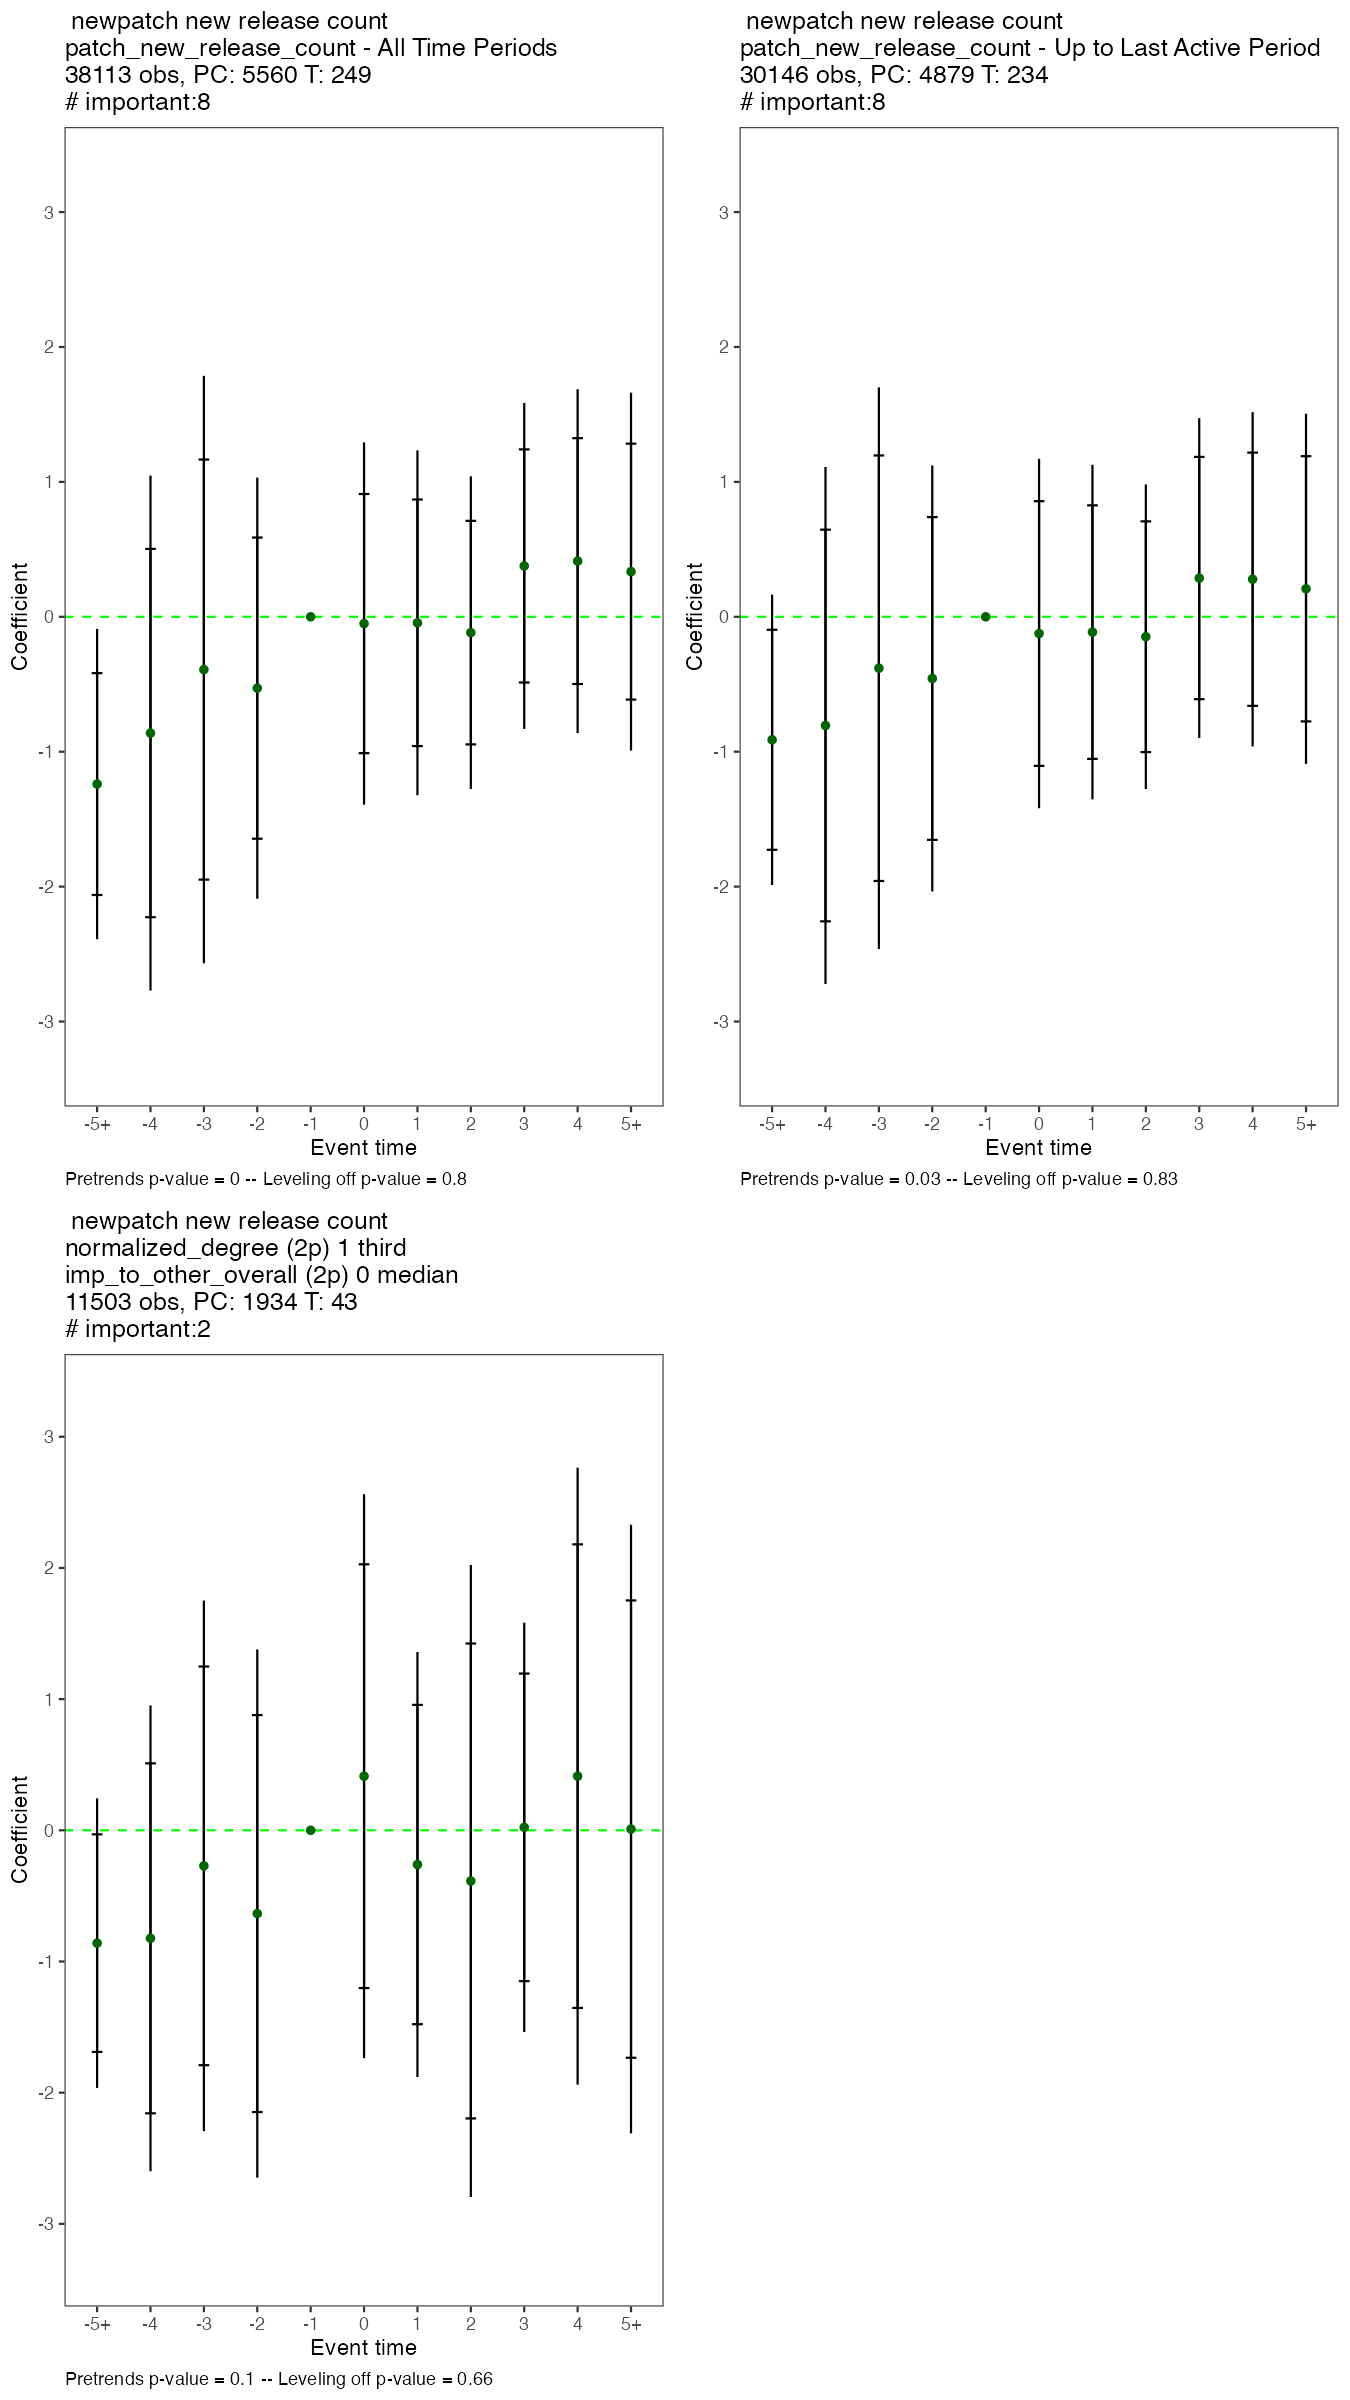 newpatch new release count
patch_new_release_count - All Time Periods
38113 obs, PC: 5560 T: 249
# important:8
3
2
1
0
-1
-2
-3
Coefficient
-5+ -4 -3 -2 -1 0 1 2 3 4 5+
Event time
Pretrends p-value = 0 -- Leveling off p-value = 0.8
newpatch new release count
patch_new_release_count - Up to Last Active Period
30146 obs, PC: 4879 T: 234
# important:8
3
2
1
0
-1
-2
-3
Coefficient
-5+ -4 -3 -2 -1 0 1 2 3 4 5+
Event time
Pretrends p-value = 0.03 -- Leveling off p-value = 0.83
newpatch new release count
normalized_degree (2p) 1 third
imp_to_other_overall (2p) 0 median
11503 obs, PC: 1934 T: 43
# important:2
3
2
1
0
-1
-2
-3
Coefficient
-5+ -4 -3 -2 -1 0 1 2 3 4 5+
Event time
Pretrends p-value = 0.1 -- Leveling off p-value = 0.66